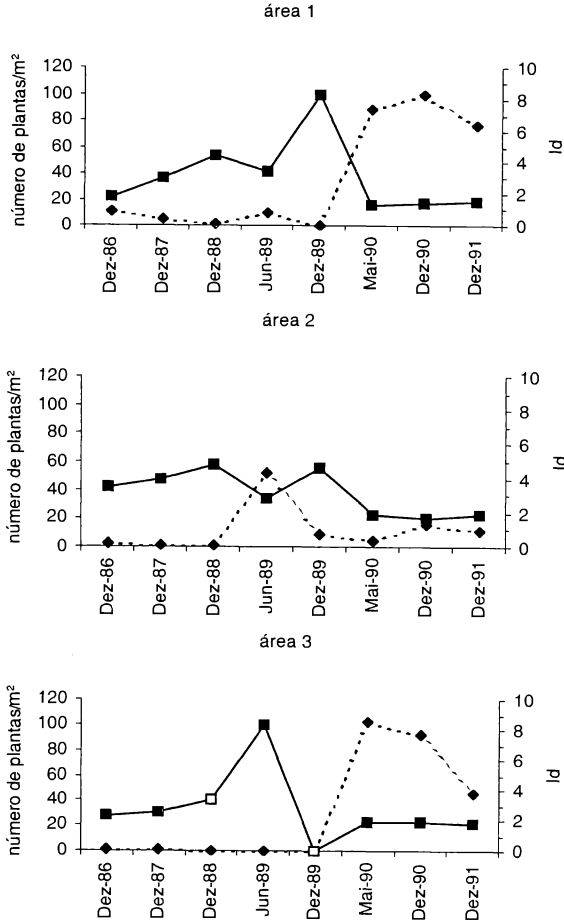 área 1
número de plantas/m²
120
100
80
60
40
20
0
10
8
6
4
2
0
PI
Dez-86
Dez-87
Dez-88
Jun-89
Dez-89
Mai-90
Dez-90
Dez-91
área 2
número de plantas/m²
120
100
80
60
40
20
0
10
8
6
4
2
0
PI
Dez-86
Dez-87
Dez-88
Jun-89
Dez-89
Mai-90
Dez-90
Dez-91
área 3
número de plantas/m²
120
100
80
60
40
20
0
10
8
6
4
2
0
PI
Dez-86
Dez-87
Dez-88
Jun-89
Dez-89
Mai-90
Dez-90
Dez-91